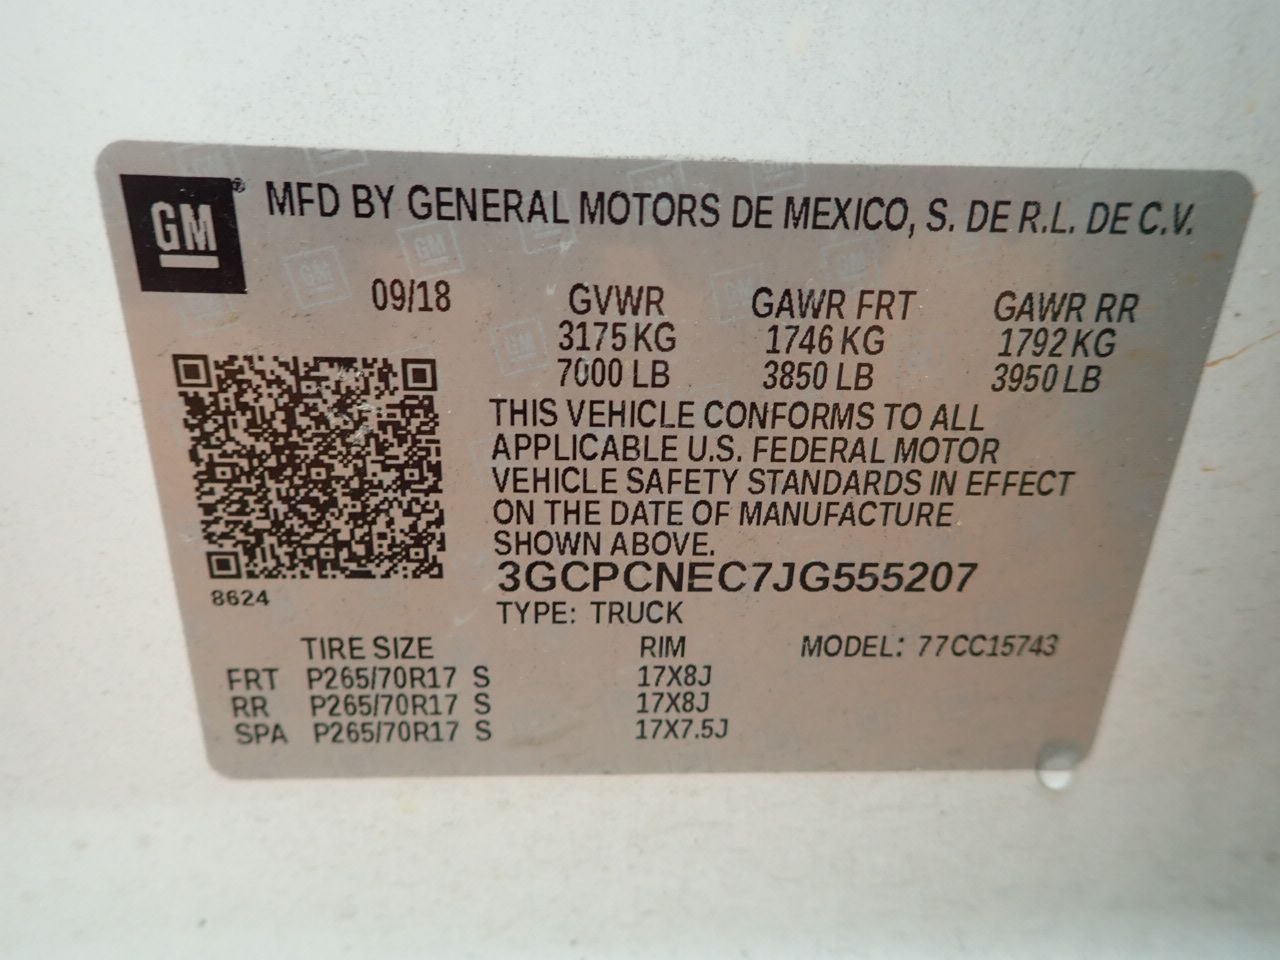 GM ® MFD BY GENERAL MOTORS DE MEXICO, S. DE R.L. DE C.V.
09/18 GVWR GAWR FRT GAWR RR
3175 KG 1746 KG 1792 KG
7000 LB 3850 LB 3950 LB
THIS VEHICLE CONFORMS TO ALL
APPLICABLE U.S. FEDERAL MOTOR
VEHICLE SAFETY STANDARDS IN EFFECT
ON THE DATE OF MANUFACTURE
SHOWN ABOVE.
3GCPCNEC7JG555207
8624
TYPE: TRUCK
TIRE SIZE RIM MODEL: 77CC15743
FRT P265/70R17 S 17X8J
RR P265/70R17 S 17X8J
SPA P265/70R17 S 17X7.5J